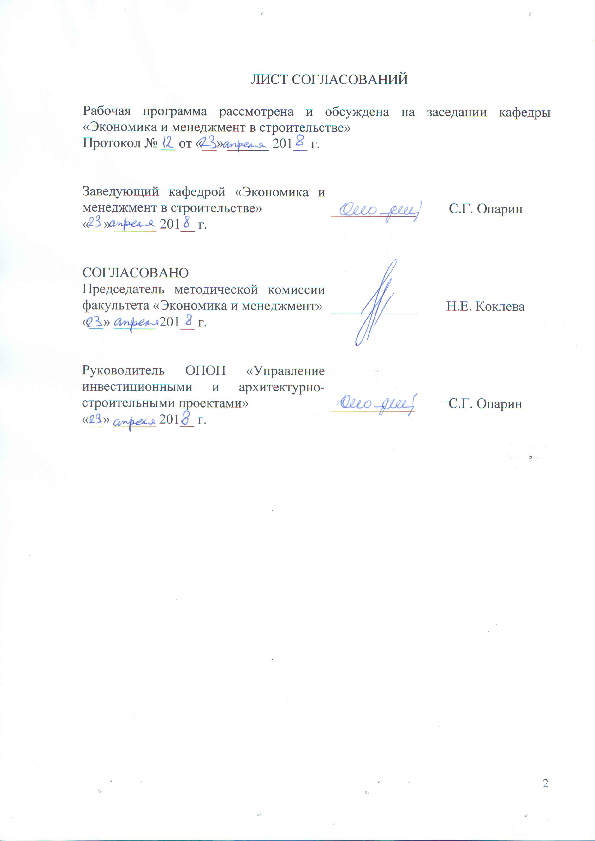 ЛИСТ СОГЛАСОВАНИЙ
Рабочая программа рассмотрена и обсуждена на заседании кафедры
«Экономика и менеджмент в строительстве»
Протокол № 12 от «23» апреля 2018 г.
Заведующий кафедрой «Экономика и
менеджмент в строительстве» С.Г. Опарин
«23» апреля 2018 г.
СОГЛАСОВАНО
Председатель методической комиссии
факультета «Экономика и менеджмент» Н.Е. Коклева
«23» апреля 2018 г.
Руководитель ОПОП «Управление
инвестиционными и архитектурно-
строительными проектами» С.Г. Опарин
«23» апреля 2018 г.
2